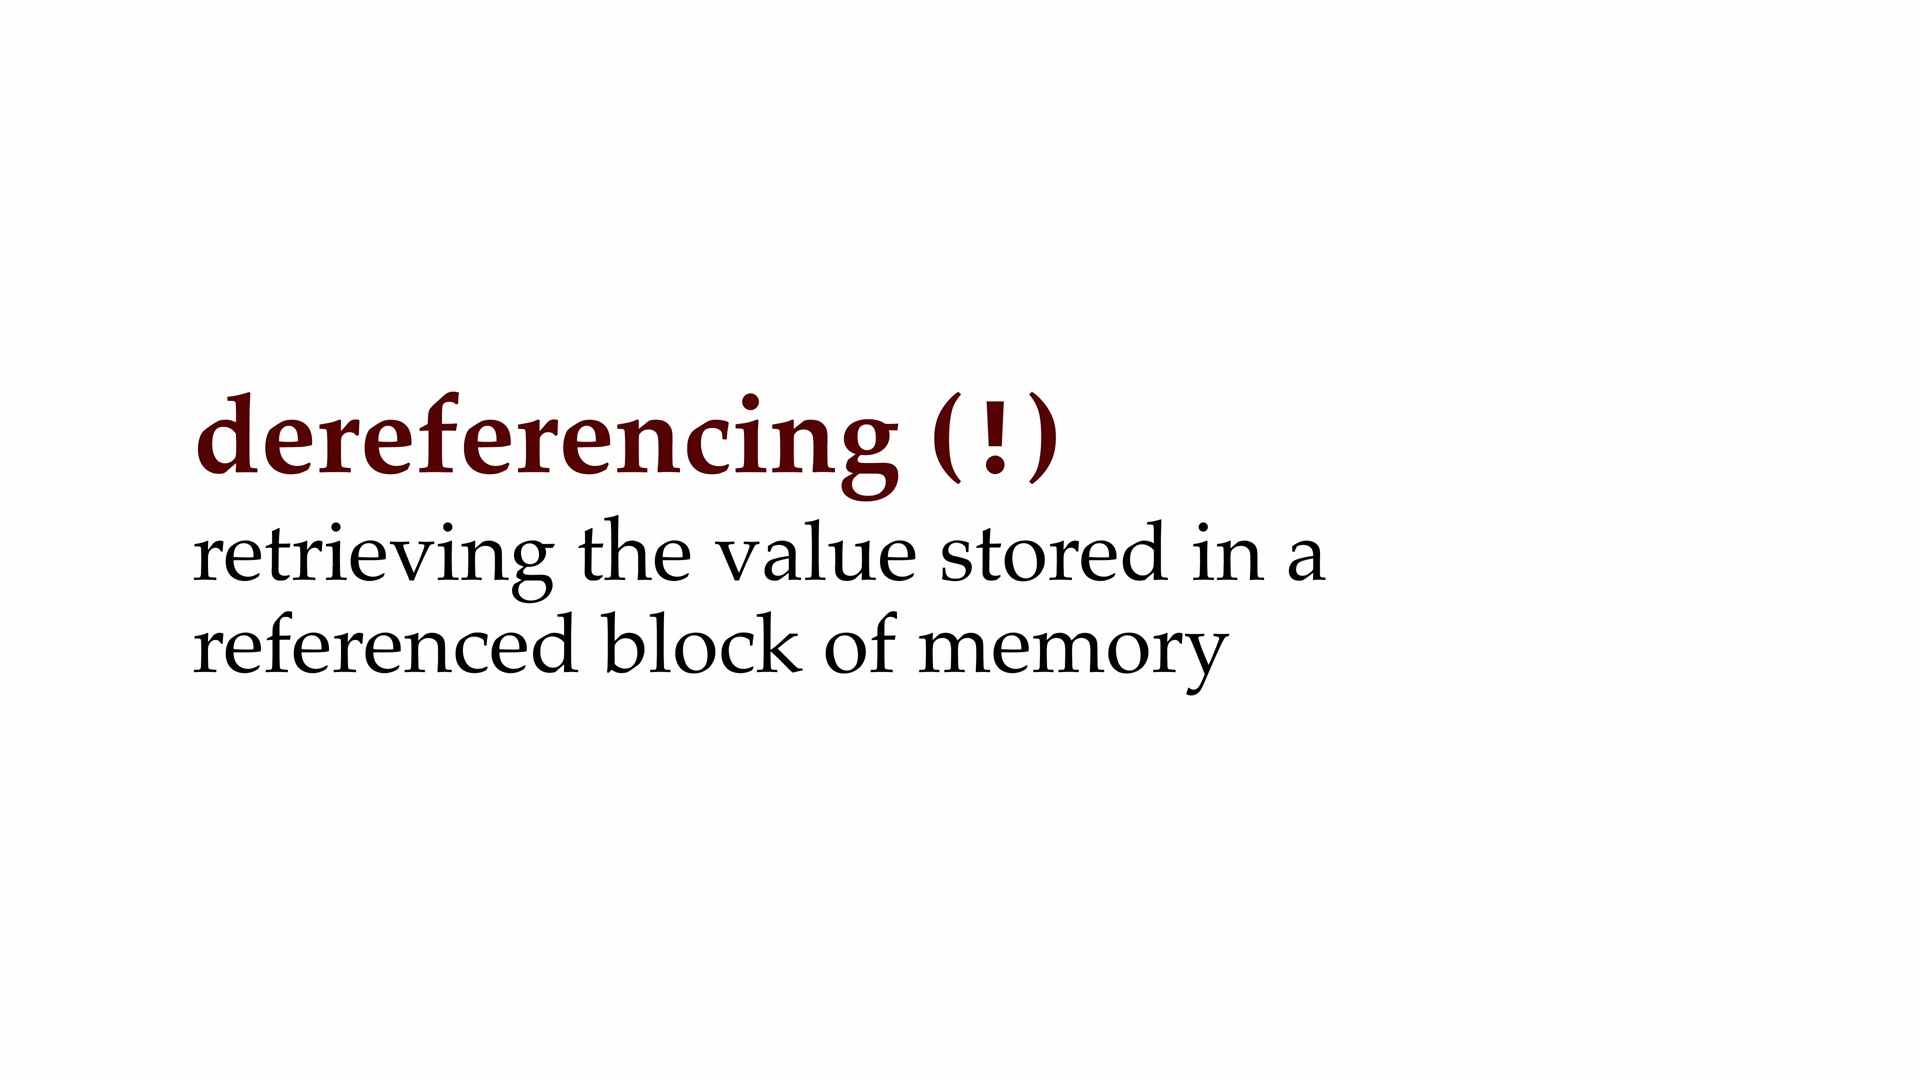 dereferencing (!)
retrieving the value stored in a
referenced block of memory